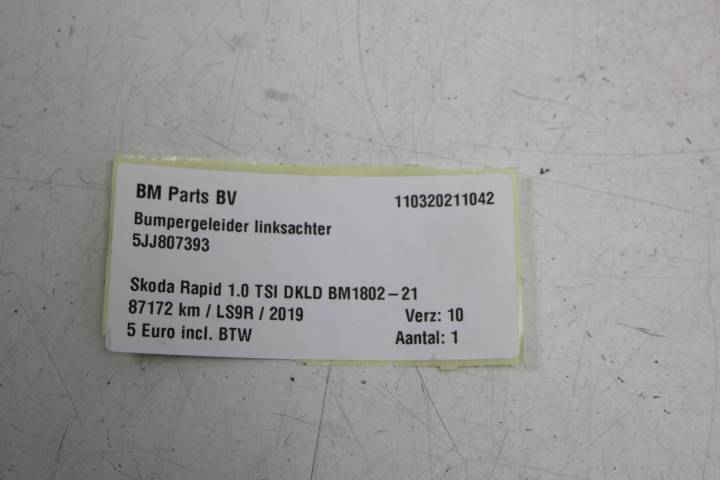 BM Parts BV 110320211042
Bumpergeleider linksachter
5JJ807393
Skoda Rapid 1.0 TSI DKLD BM1802-21
87172 km / LS9R / 2019 Verz: 10
5 Euro incl. BTW Aantal: 1